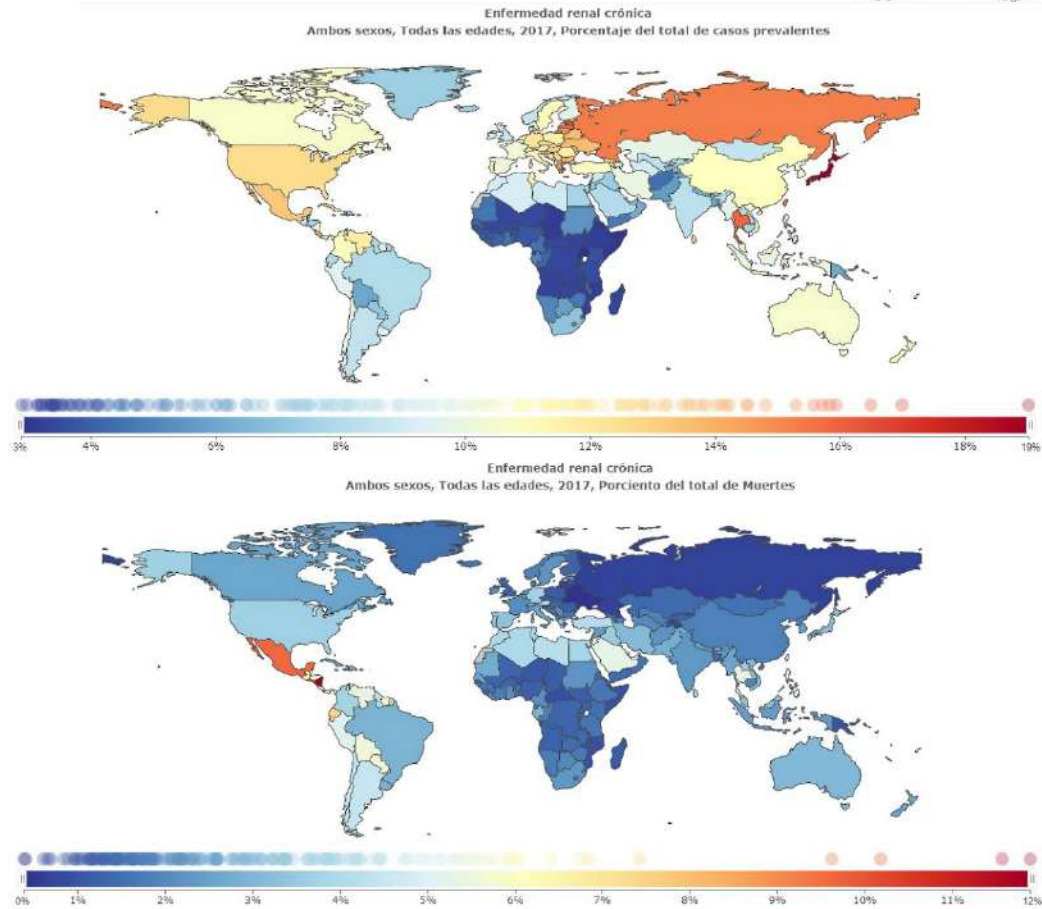 Enfermedad renal crónica
Ambos sexos, Todas las edades, 2017, Porcentaje del total de casos prevalentes
3% 4% 6% 8% 10% 12% 14% 16% 18% 19%
Enfermedad renal crónica
Ambos sexos, Todas las edades, 2017, Porciento del total de Muertes
0% 1% 2% 3% 4% 5% 6% 7% 8% 9% 10% 11% 12%